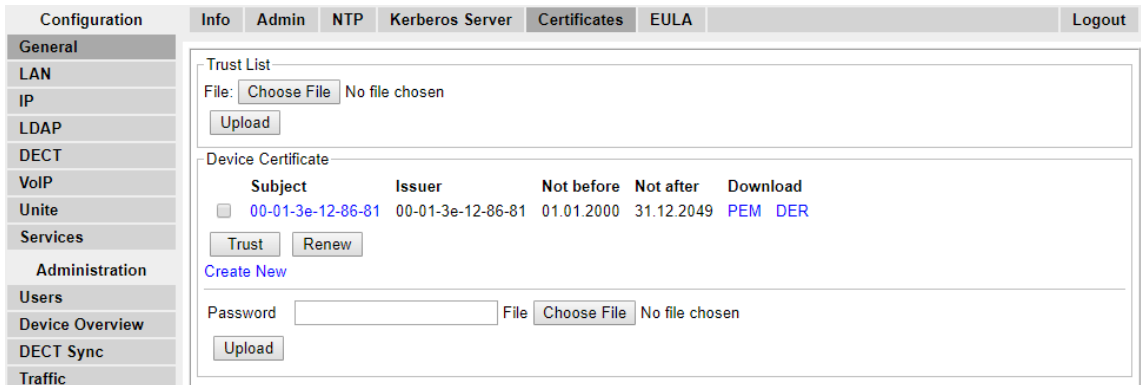 Configuration
General
LAN
IP
LDAP
DECT
VoIP
Unite
Services
Administration
Users
Device Overview
DECT Sync
Traffic
Info Admin NTP Kerberos Server Certificates EULA Logout
Trust List
File: Choose File No file chosen
Upload
Device Certificate
Subject Issuer Not before Not after Download
00-01-3e-12-86-81 00-01-3e-12-86-81 01.01.2000 31.12.2049 PEM DER
Trust Renew
Create New
Password File Choose File No file chosen
Upload